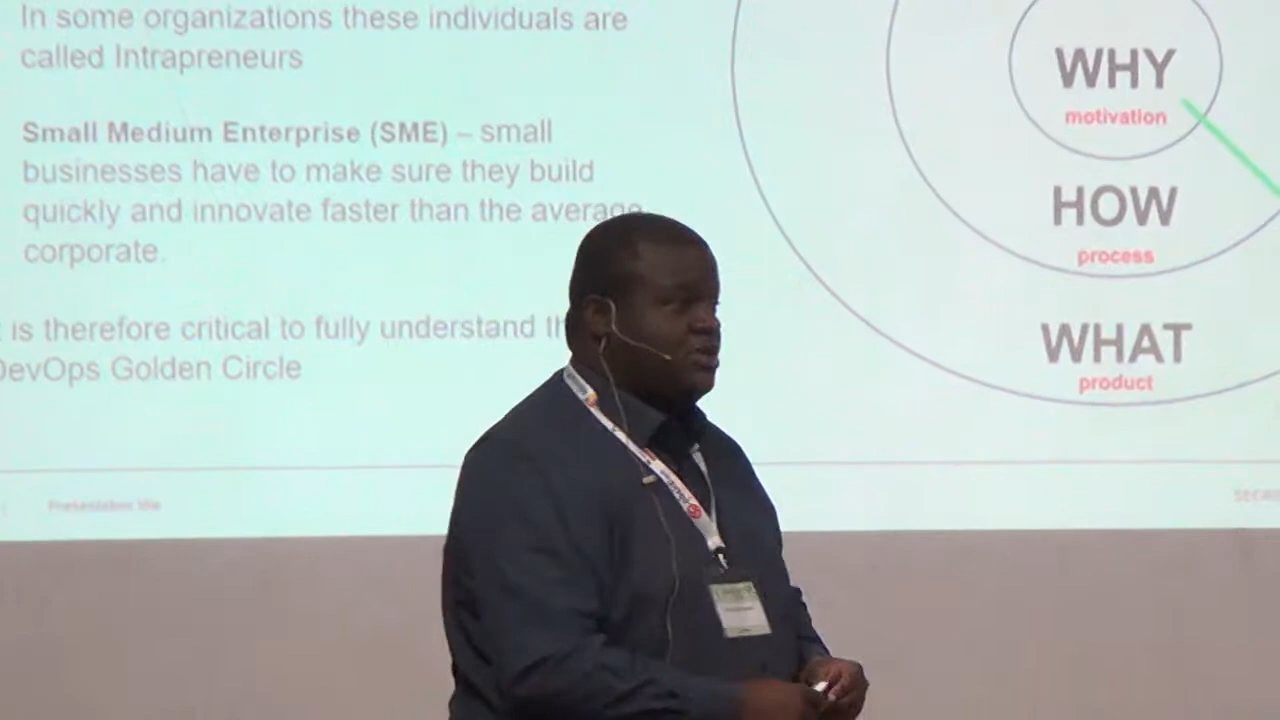 In some organizations these individuals are
called Intrapreneurs
Small Medium Enterprise (SME) – small
businesses have to make sure they build
quickly and innovate faster than the average
corporate.
is therefore critical to fully understand th
DevOps Golden Circle
WHY
motivation
HOW
process
WHAT
product
Presentation title